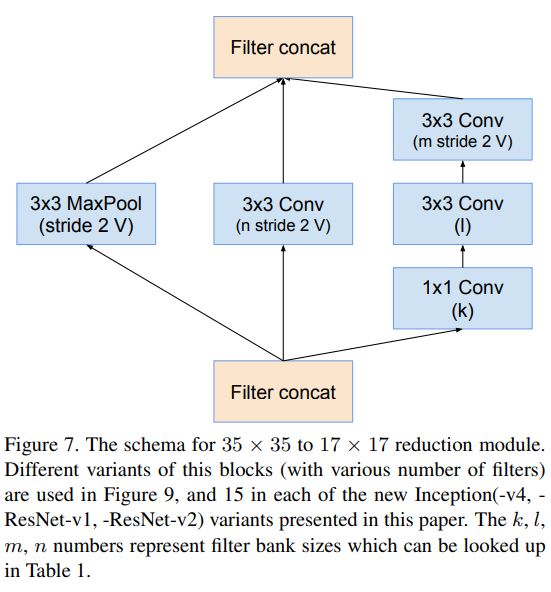 Filter concat
3x3 Conv
(m stride 2 V)
3x3 MaxPool
(stride 2 V)
3x3 Conv
(n stride 2 V)
3x3 Conv
(l)
1x1 Conv
(k)
Filter concat
Figure 7. The schema for 35 × 35 to 17 × 17 reduction module.
Different variants of this blocks (with various number of filters)
are used in Figure 9, and 15 in each of the new Inception(-v4, -
ResNet-v1, -ResNet-v2) variants presented in this paper. The k, l,
m, n numbers represent filter bank sizes which can be looked up
in Table 1.